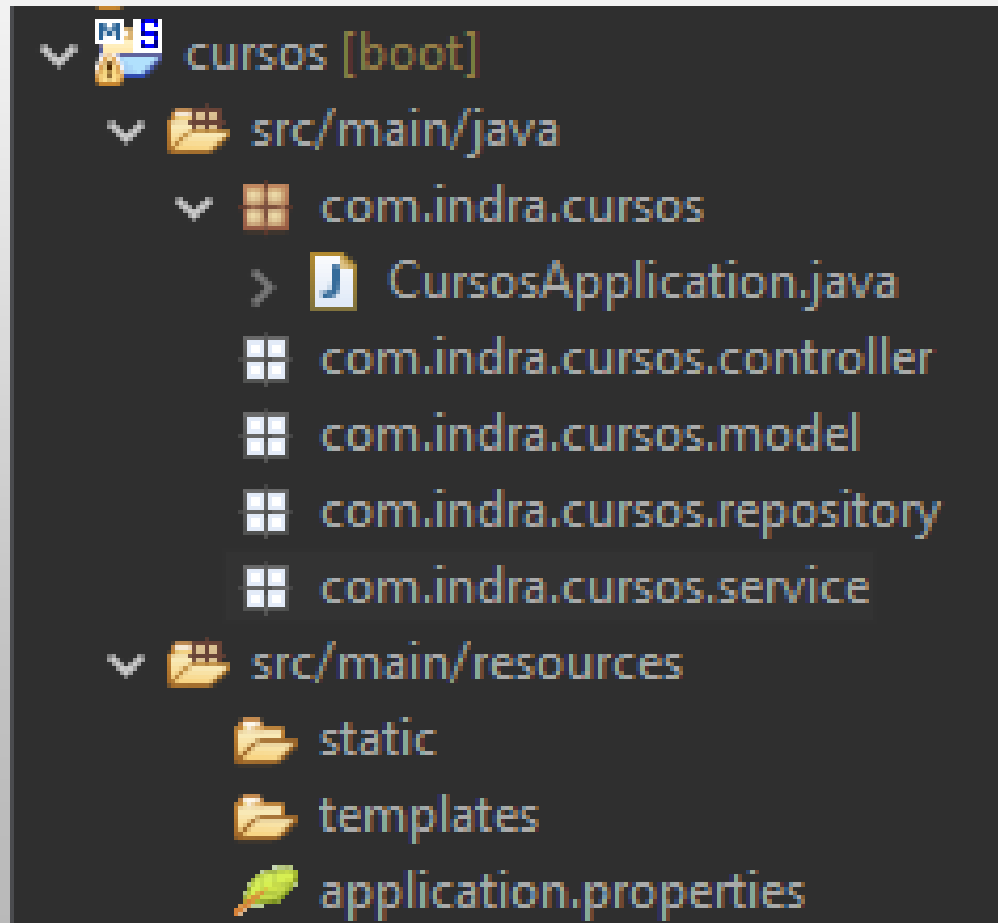 cursos [boot]
src/main/java
com.indra.cursos
CursosApplication.java
com.indra.cursos.controller
com.indra.cursos.model
com.indra.cursos.repository
com.indra.cursos.service
src/main/resources
static
templates
application.properties